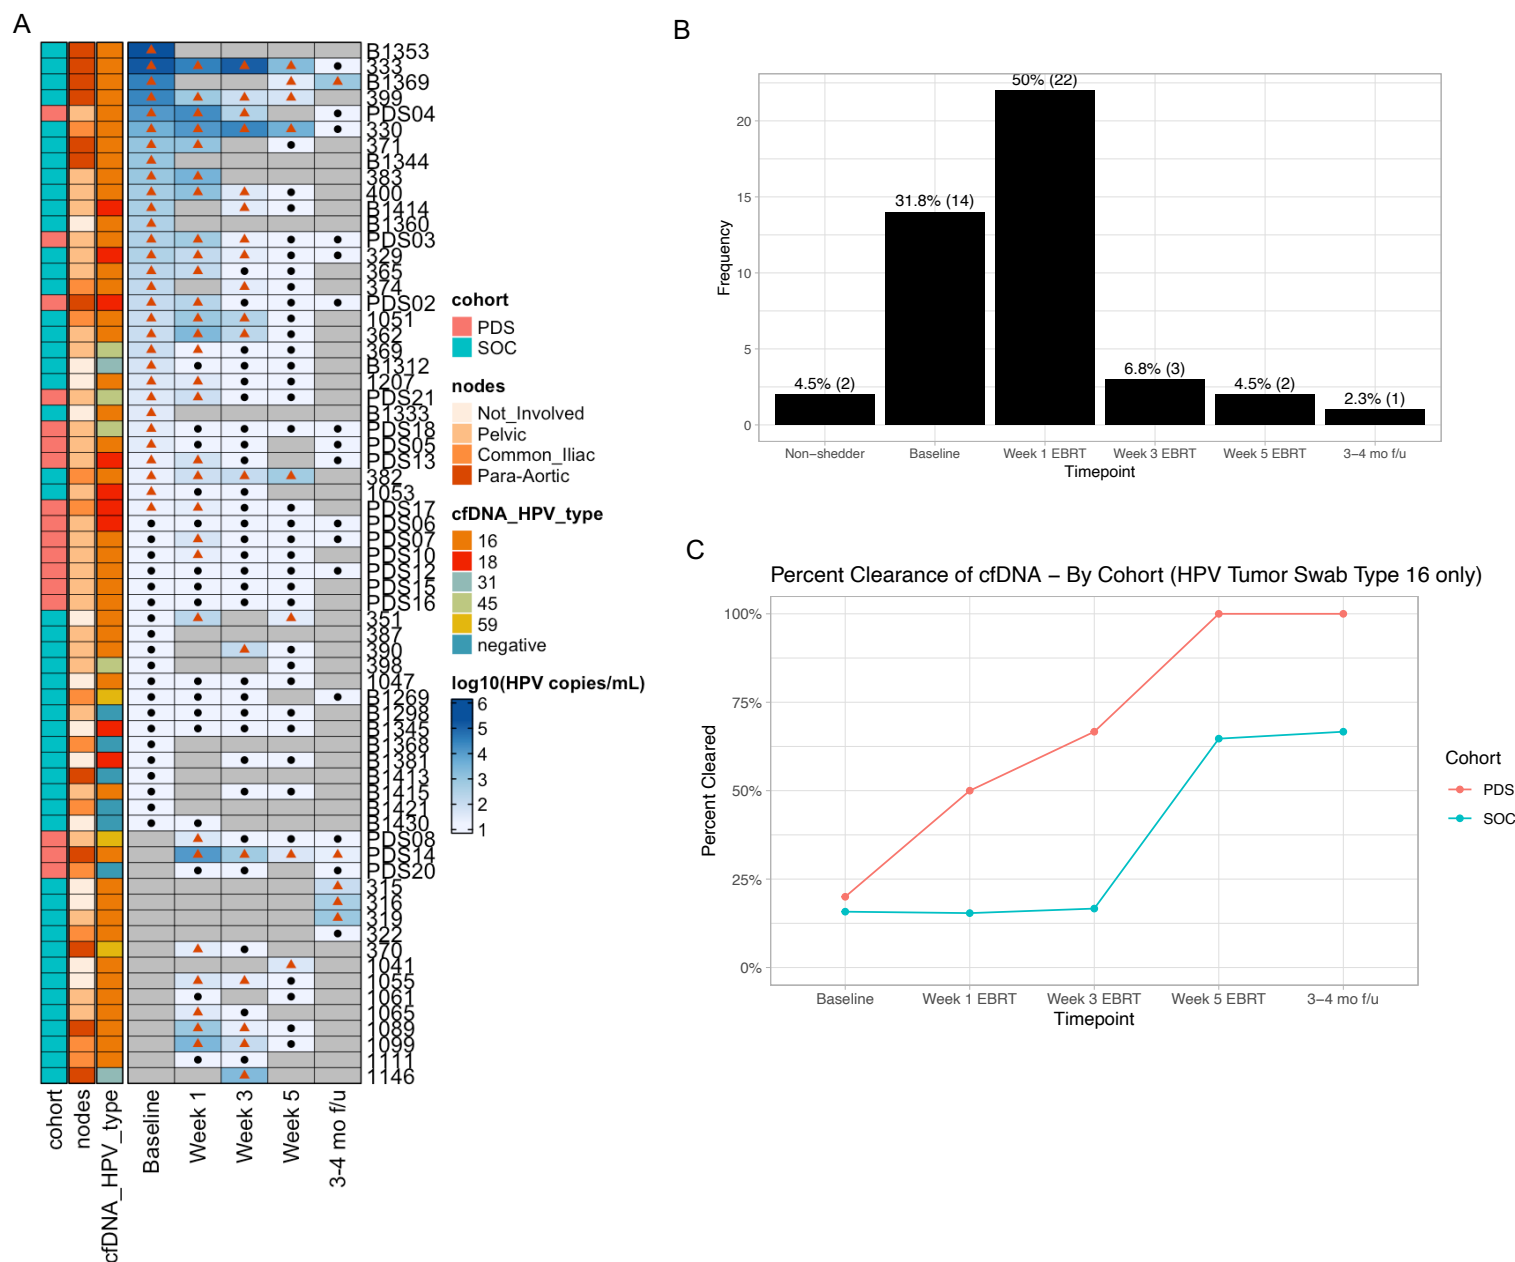 A
B1353
333
B1369
399
PDS04
330
371
B1344
383
400
B1414
B1360
PDS03
329
365
374
PDS02
1051
362
369
B1312
1207
PDS21
B1333
PDS18
PDS05
PDS13
382
1053
PDS17
PDS06
PDS07
PDS10
PDS12
PDS15
PDS16
351
387
390
398
1047
B1269
B1298
B1345
B1368
B1381
B1413
B1415
B1421
B1430
PDS08
PDS14
PDS20
315
316
319
322
370
1041
1055
1061
1065
1089
1099
1111
1146
cohort
nodes
cfDNA_HPV_type
Baseline
Week 1
Week 3
Week 5
3-4 mo f/u
cohort
PDS
SOC
nodes
Not_Involved
Pelvic
Common_Iliac
Para-Aortic
cfDNA_HPV_type
16
18
31
45
59
negative
log10(HPV copies/mL)
6
5
4
3
2
1
B
Frequency
20
15
10
5
0
4.5% (2)
31.8% (14)
50% (22)
6.8% (3)
4.5% (2)
2.3% (1)
Non−shedder
Baseline
Week 1 EBRT
Week 3 EBRT
Week 5 EBRT
3−4 mo f/u
Timepoint
C
Percent Clearance of cfDNA − By Cohort (HPV Tumor Swab Type 16 only)
Percent Cleared
100%
75%
50%
25%
0%
Baseline
Week 1 EBRT
Week 3 EBRT
Week 5 EBRT
3−4 mo f/u
Timepoint
Cohort
PDS
SOC